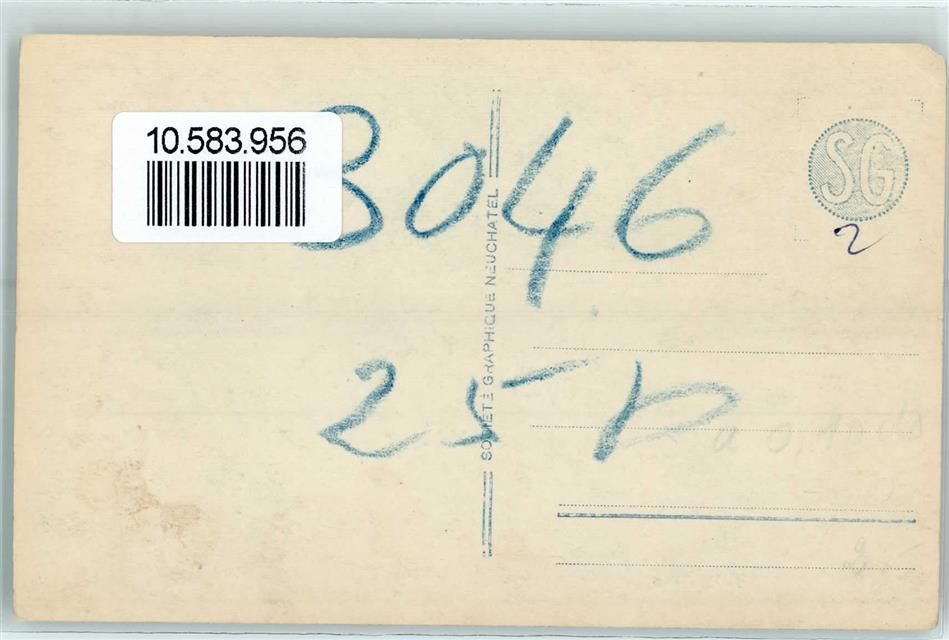 10.583.956
3046
SG
2
SOCIÉTÉ GRAPHIQUE NEUCHATEL
25